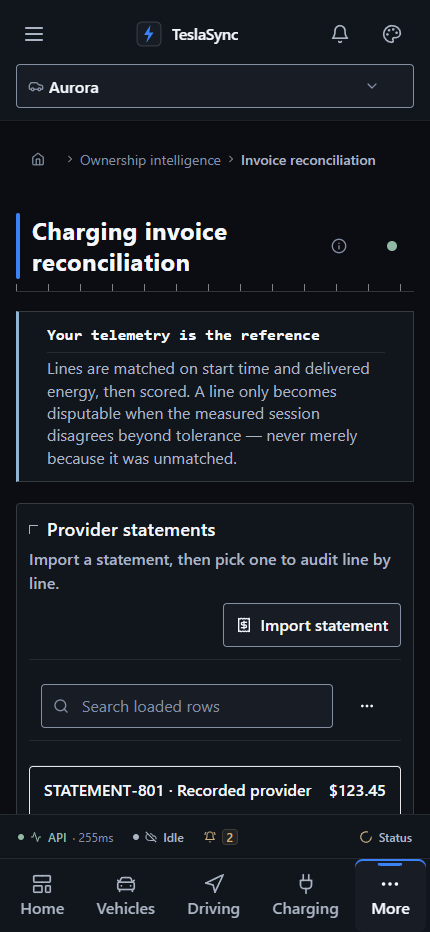 TeslaSync
Aurora
Ownership intelligence
Invoice reconciliation
Charging invoice
reconciliation
Your telemetry is the reference
Lines are matched on start time and delivered
energy, then scored. A line only becomes
disputable when the measured session
disagrees beyond tolerance — never merely
because it was unmatched.
Provider statements
Import a statement, then pick one to audit line by
line.
Import statement
Search loaded rows
STATEMENT-801 · Recorded provider $123.45
API · 255ms Idle 2 Status
Home Vehicles Driving Charging More